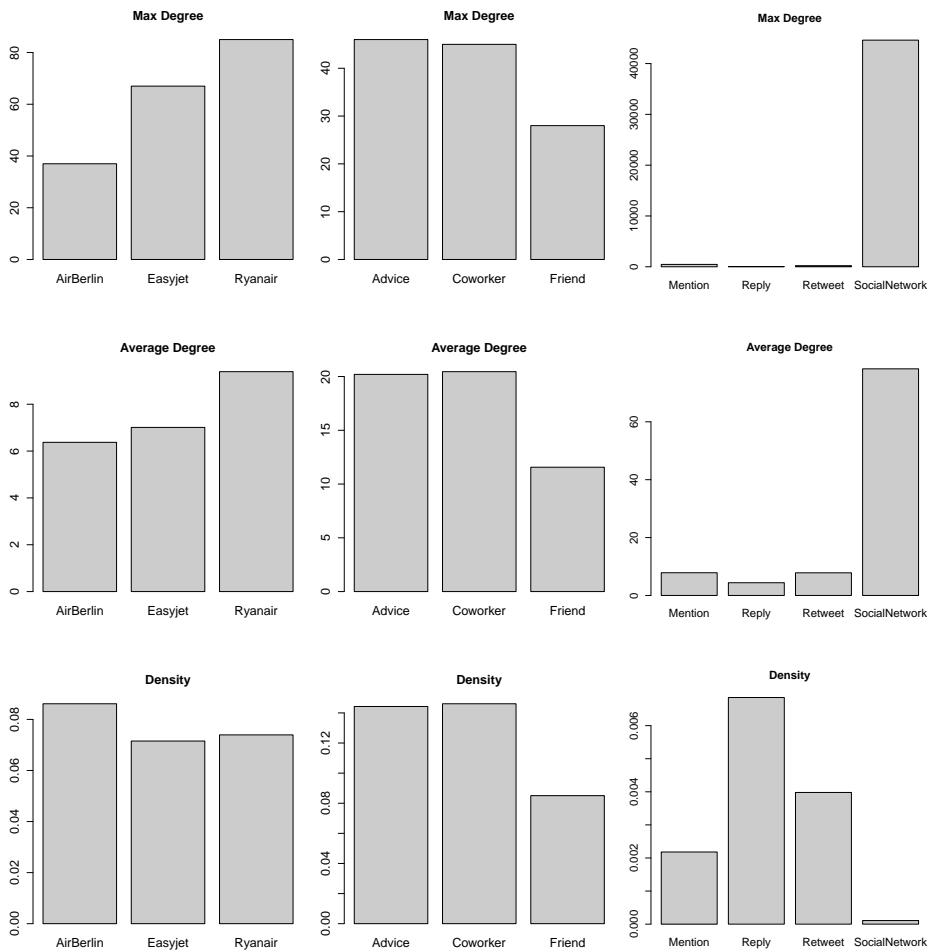 Max Degree
0 20 40 60 80
AirBerlin Easyjet Ryanair
Max Degree
0 10 20 30 40
Advice Coworker Friend
Max Degree
0 10000 20000 30000 40000
Mention Reply Retweet SocialNetwork
Average Degree
0 2 4 6 8
AirBerlin Easyjet Ryanair
Average Degree
0 5 10 15 20
Advice Coworker Friend
Average Degree
0 20 40 60
Mention Reply Retweet SocialNetwork
Density
0.00 0.02 0.04 0.06 0.08
AirBerlin Easyjet Ryanair
Density
0.00 0.04 0.08 0.12
Advice Coworker Friend
Density
0.000 0.002 0.004 0.006
Mention Reply Retweet SocialNetwork